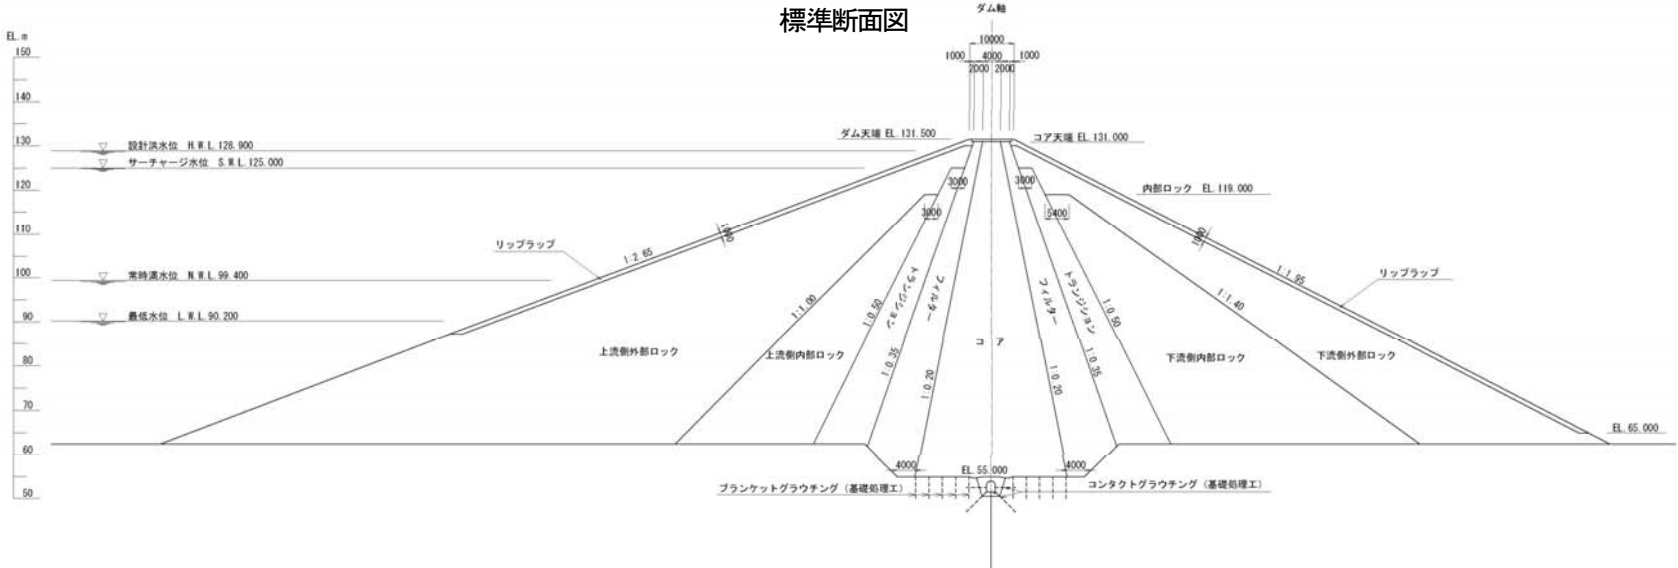 標準断面図
ダム軸
EL. m
10000
1000 4000 1000
2000 2000
150
140
130
120
110
100
90
80
70
60
50
設計洪水位 H.W.L.128.900
サーチャージ水位 S.W.L.125.000
常時満水位 N.W.L.99.400
最低水位 L.W.L.90.200
ダム天端 EL.131.500
コア天端 EL.131.000
内部ロック EL.119.000
3000
3000
3000
5400
1000
1000
リップラップ
リップラップ
1:2.65
1:1.00
1:0.50
1:0.35
1:0.20
1:0.20
1:0.35
1:0.50
1:1.40
1:1.95
上流側外部ロック
上流側内部ロック
トランジション
フィルター
コア
フィルター
トランジション
下流側内部ロック
下流側外部ロック
EL.65.000
4000
EL.55.000
4000
ブランケットグラウチング(基礎処理工)
コンタクトグラウチング(基礎処理工)